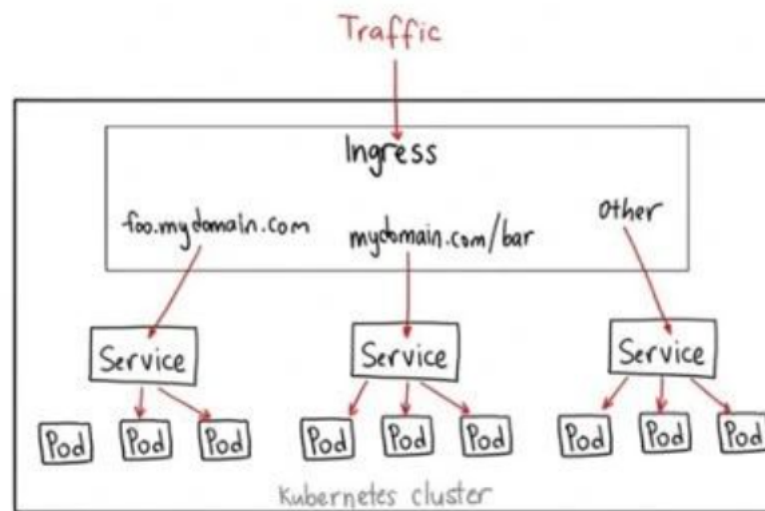 Traffic
Ingress
foo.mydomain.com
mydomain.com/bar
Other
Service
Service
Service
Pod
Pod
Pod
Pod
Pod
Pod
Pod
Pod
Pod
Kubernetes cluster